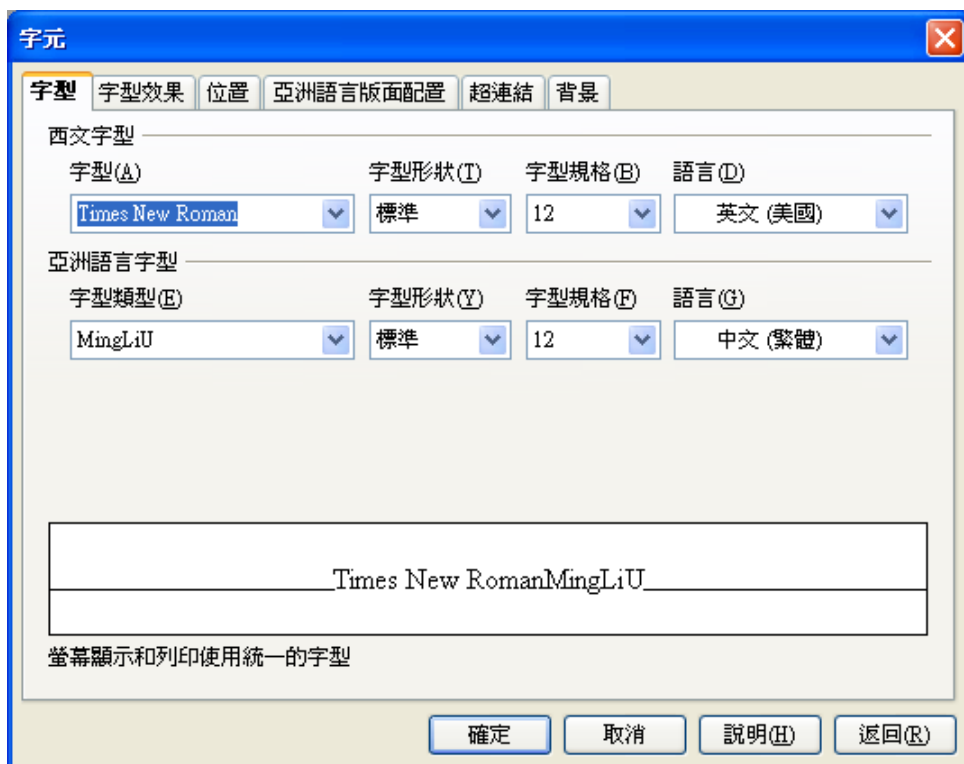 字元
字型 字型效果 位置 亞洲語言版面配置 超連結 背景
西文字型
字型(A) 字型形狀(T) 字型規格(B) 語言(D)
Times New Roman 標準 12 英文 (美國)
亞洲語言字型
字型類型(E) 字型形狀(Y) 字型規格(F) 語言(G)
MingLiU 標準 12 中文 (繁體)
Times New RomanMingLiU
螢幕顯示和列印使用統一的字型
確定 取消 說明(H) 返回(R)